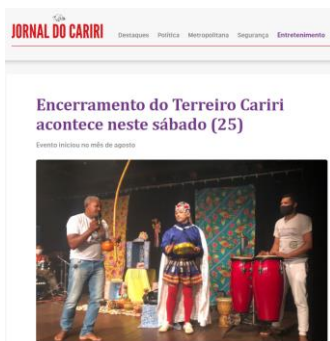 JORNAL DO CARIRI
Destaques Política Metropolitana Segurança Entretenimento
Encerramento do Terreiro Cariri
acontece neste sábado (25)
Evento iniciou no mês de agosto